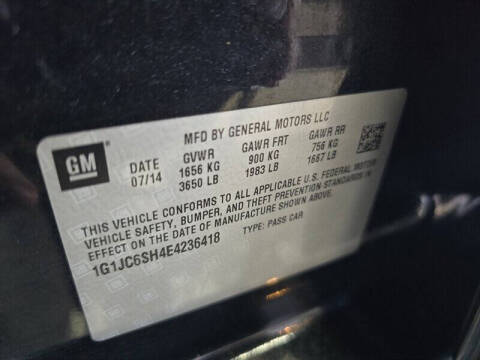 MFD BY GENERAL MOTORS LLC
GM
DATE GVWR GAWR FRT GAWR RR
07/14 1656 KG 900 KG 756 KG
3650 LB 1983 LB 1667 LB
THIS VEHICLE CONFORMS TO ALL APPLICABLE U.S. FEDERAL MOTOR
VEHICLE SAFETY, BUMPER, AND THEFT PREVENTION STANDARDS IN
EFFECT ON THE DATE OF MANUFACTURE SHOWN ABOVE.
1G1JC6SH4E4236418 TYPE: PASS CAR